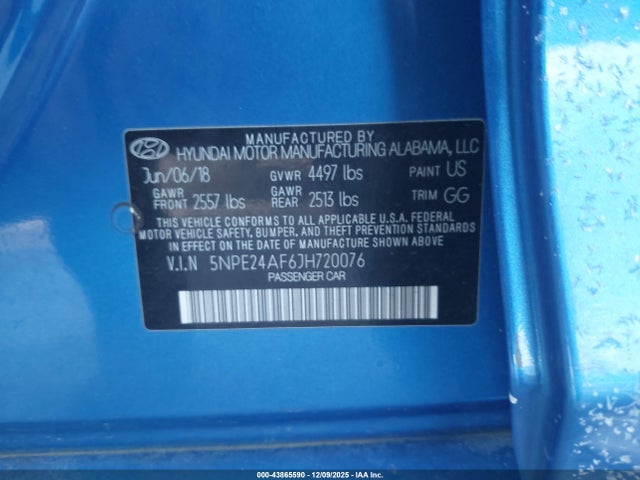 MANUFACTURED BY
HYUNDAI MOTOR MANUFACTURING ALABAMA, LLC
Jun/06/18 GVWR 4497 lbs PAINT US
GAWR FRONT 2557 lbs GAWR REAR 2513 lbs TRIM GG
THIS VEHICLE CONFORMS TO ALL APPLICABLE U.S.A. FEDERAL
MOTOR VEHICLE SAFETY, BUMPER, AND THEFT PREVENTION
STANDARDS IN EFFECT ON THE DATE OF MANUFACTURE SHOWN ABOVE.
V.I.N 5NPE24AF6JH720076
PASSENGER CAR
000-43865590 | 12/09/2025 | IAA Inc.